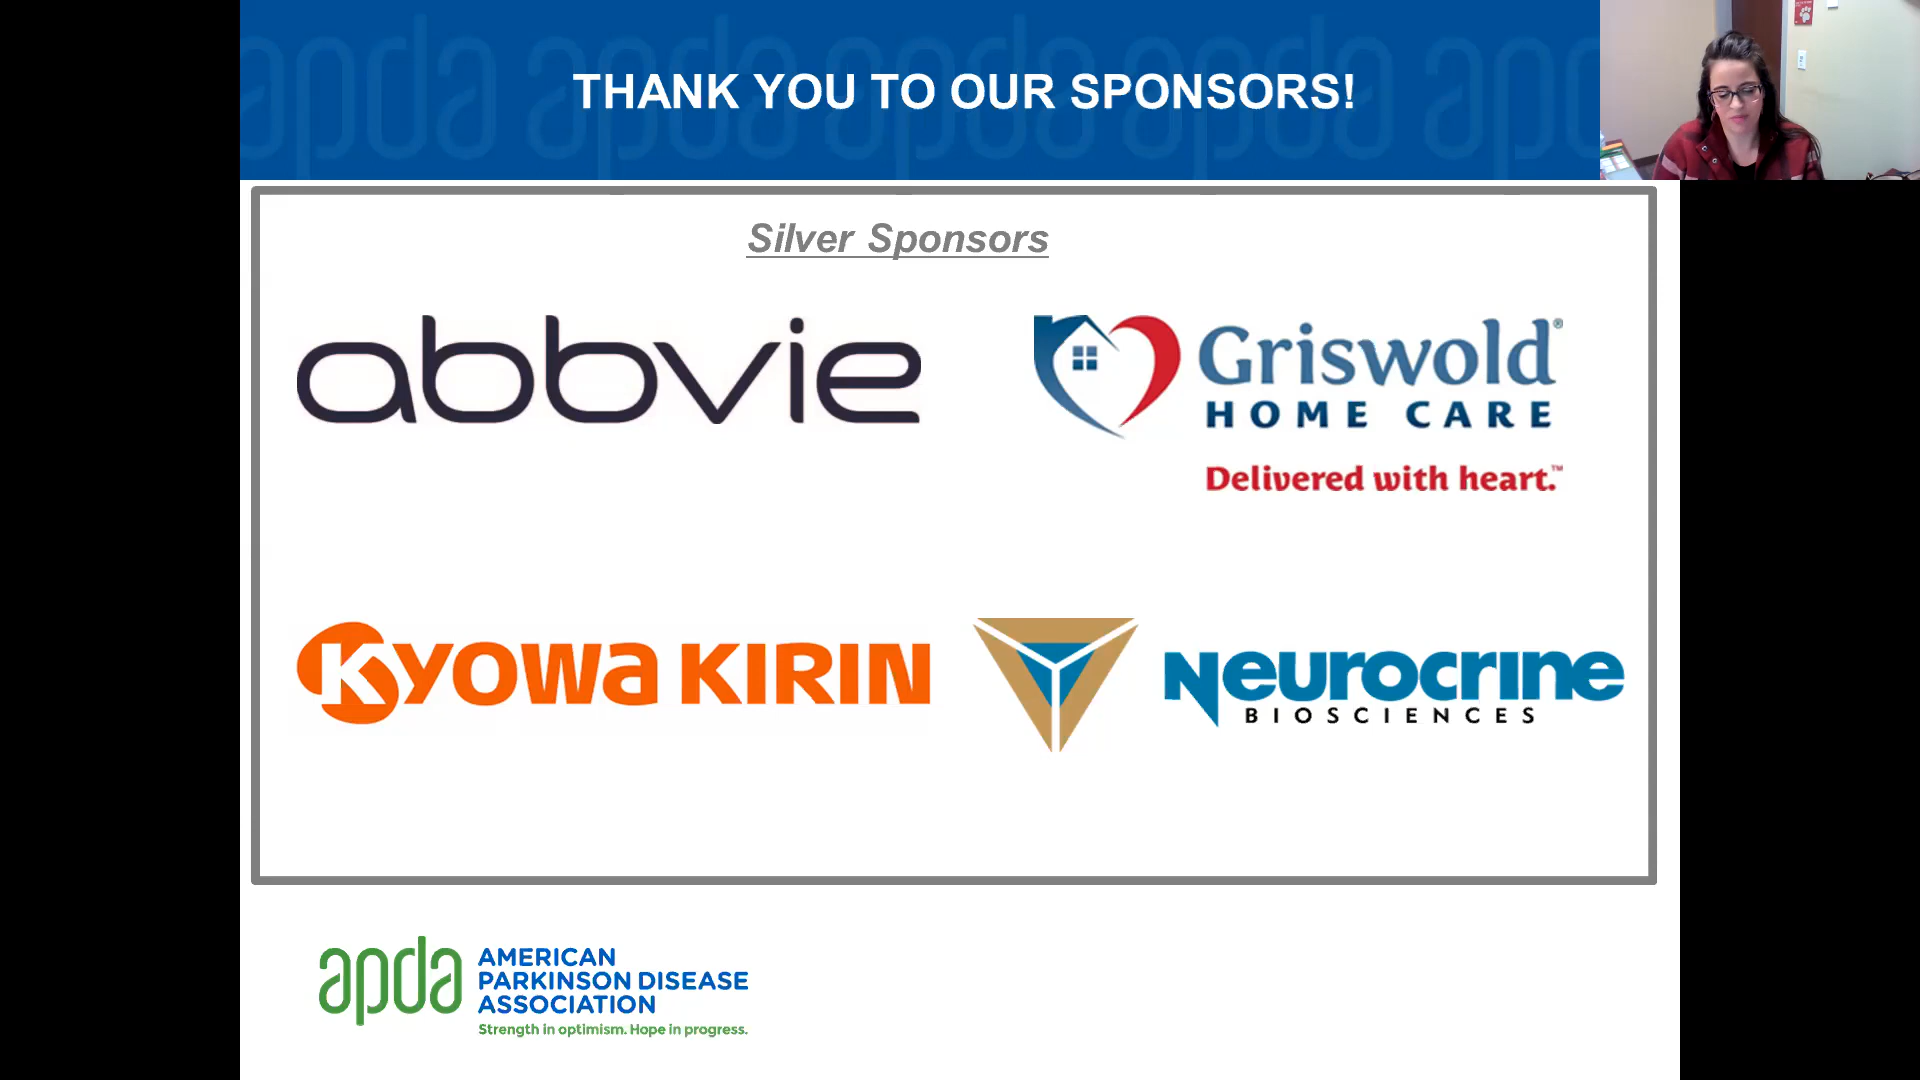 THANK YOU TO OUR SPONSORS!
Silver Sponsors
abbvie
Griswold®
HOME CARE
Delivered with heart.™
KYOWA KIRIN
NEUROCRINE
BIOSCIENCES
apda
AMERICAN
PARKINSON DISEASE
ASSOCIATION
Strength in optimism. Hope in progress.